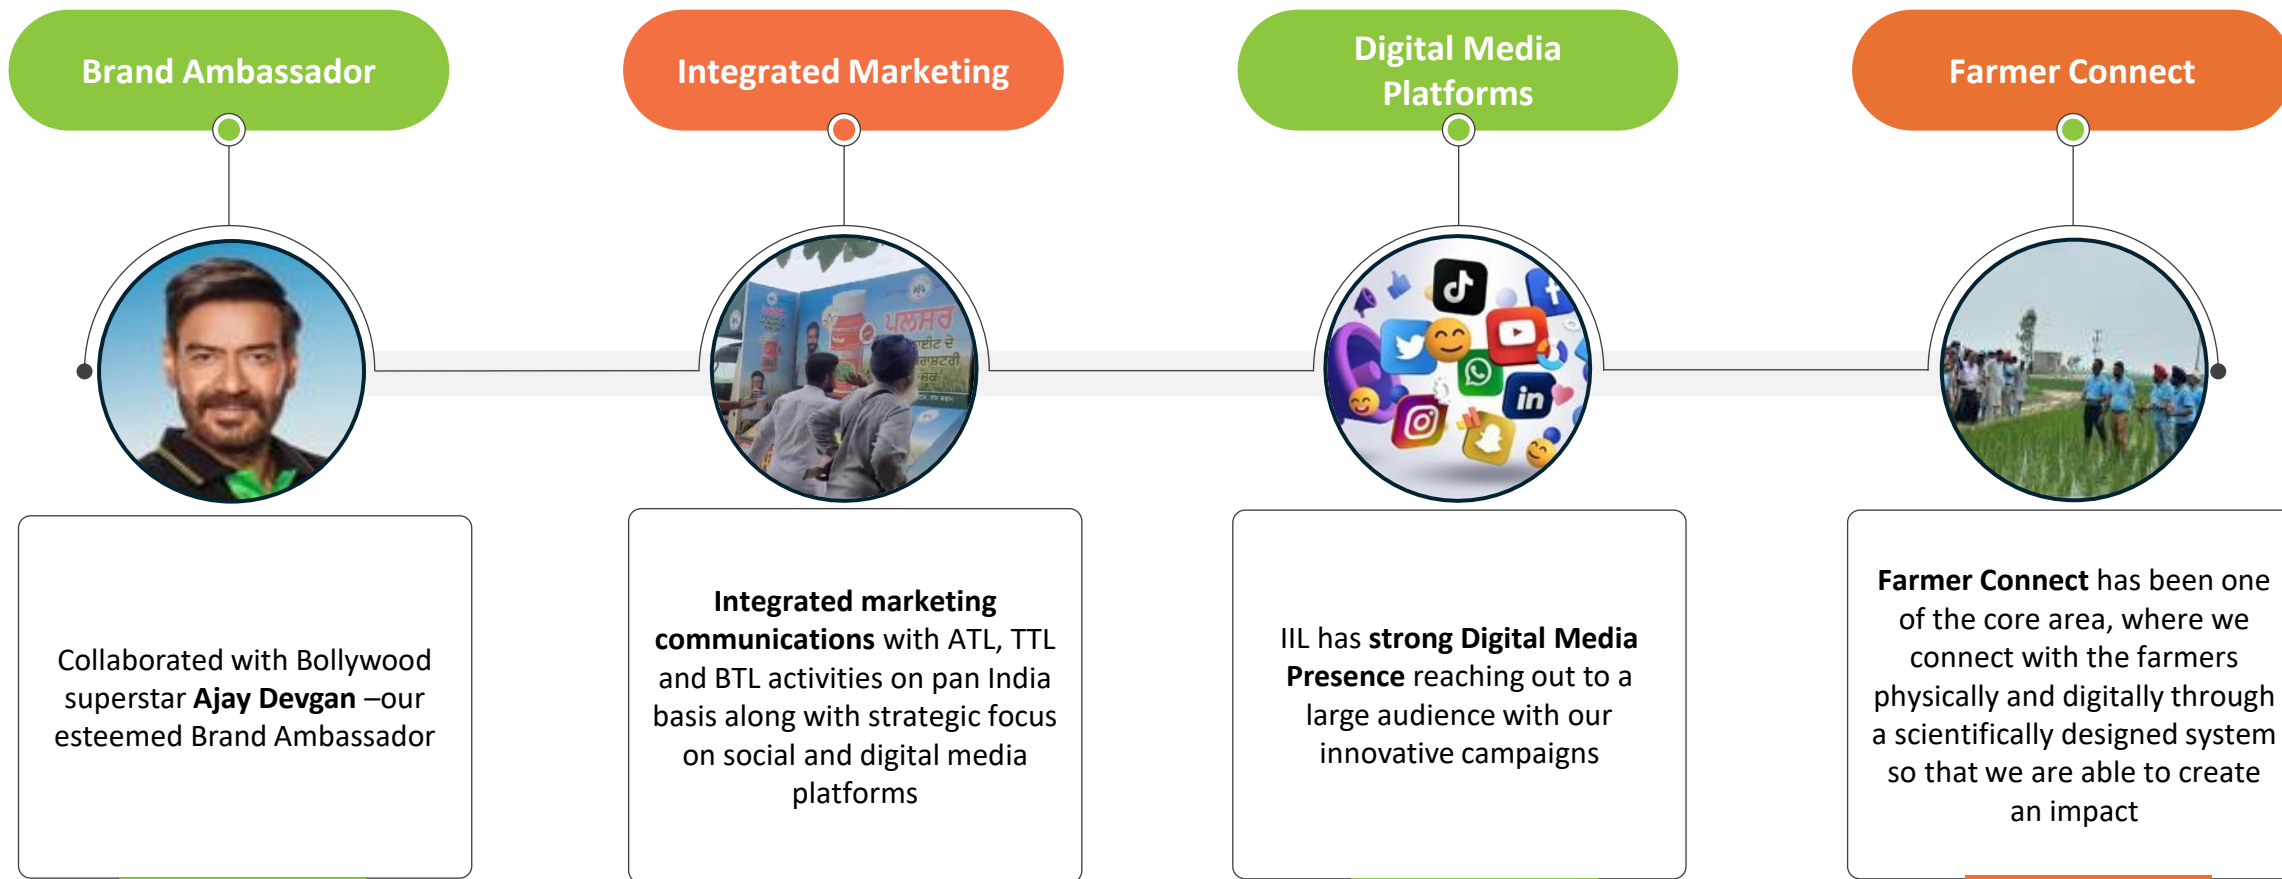 Brand Ambassador
Integrated Marketing
Digital Media
Platforms
Farmer Connect
ਪਲਸਰ
Collaborated with Bollywood
superstar Ajay Devgan –our
esteemed Brand Ambassador
Integrated marketing
communications with ATL, TTL
and BTL activities on pan India
basis along with strategic focus
on social and digital media
platforms
IIL has strong Digital Media
Presence reaching out to a
large audience with our
innovative campaigns
Farmer Connect has been one
of the core area, where we
connect with the farmers
physically and digitally through
a scientifically designed system
so that we are able to create
an impact